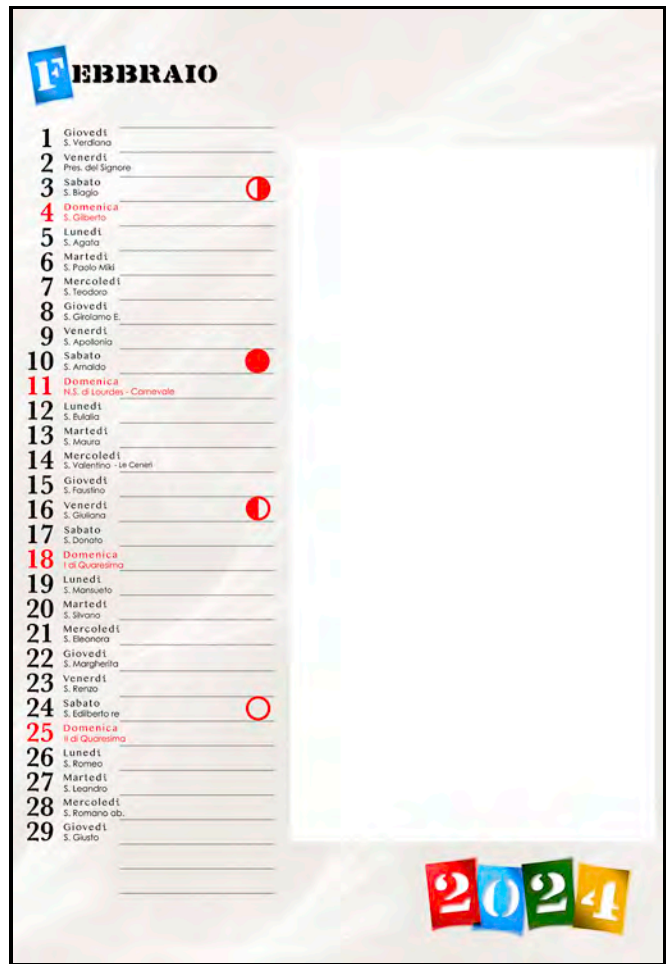 FEBBRAIO
1 Giovedì
S. Verdiana
2 Venerdì
Pres. del Signore
3 Sabato
S. Biagio
4 Domenica
S. Gilberto
5 Lunedì
S. Agata
6 Martedì
S. Paolo Miki
7 Mercoledì
S. Teodoro
8 Giovedì
S. Girolamo E.
9 Venerdì
S. Apollonia
10 Sabato
S. Arnaldo
11 Domenica
N.S. di Lourdes - Carnevale
12 Lunedì
S. Eulalia
13 Martedì
S. Maura
14 Mercoledì
S. Valentino - Le Ceneri
15 Giovedì
S. Faustino
16 Venerdì
S. Giuliana
17 Sabato
S. Donato
18 Domenica
I di Quaresima
19 Lunedì
S. Mansueto
20 Martedì
S. Silvano
21 Mercoledì
S. Eleonora
22 Giovedì
S. Margherita
23 Venerdì
S. Renzo
24 Sabato
S. Edilberto re
25 Domenica
II di Quaresima
26 Lunedì
S. Romeo
27 Martedì
S. Leandro
28 Mercoledì
S. Romano ab.
29 Giovedì
S. Giusto
2024